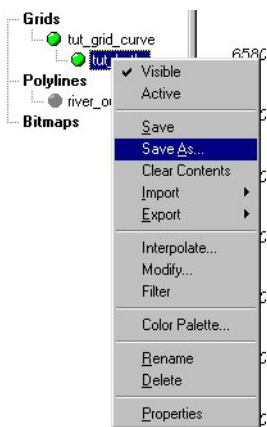 Grids
tut_grid_curve
Polylines
Bitmaps
6580
Visible
Active
Save
Save As...
Clear Contents
Import
Export
Interpolate...
Modify...
Filter
Color Palette...
Rename
Delete
Properties